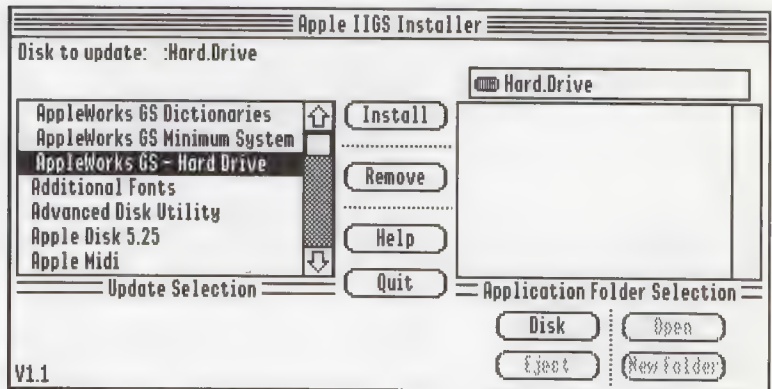 Apple IIGS Installer
Disk to update: :Hard.Drive
Hard.Drive
AppleWorks GS Dictionaries
AppleWorks GS Minimum System
AppleWorks GS - Hard Drive
Additional Fonts
Advanced Disk Utility
Apple Disk 5.25
Apple Midi
Update Selection
Install
Remove
Help
Quit
Application Folder Selection
Disk
Open
Eject
New Folder
V1.1